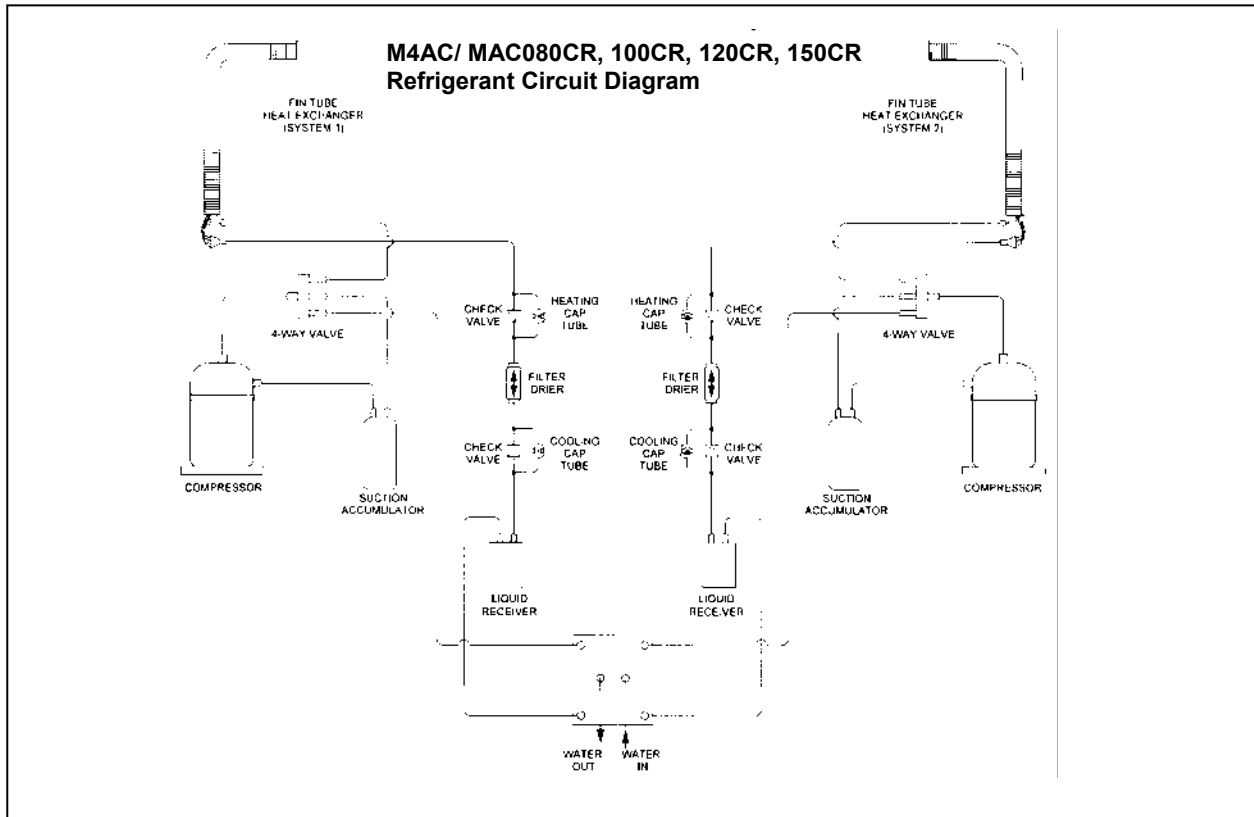 M4AC/ MAC080CR, 100CR, 120CR, 150CR
Refrigerant Circuit Diagram
FIN TUBE
HEAT EXCHANGER
(SYSTEM 1)
FIN TUBE
HEAT EXCHANGER
(SYSTEM 2)
4-WAY VALVE
CHECK
VALVE
HEATING
CAP
TUBE
HEATING
CAP
TUBE
CHECK
VALVE
4-WAY VALVE
FILTER
DRIER
FILTER
DRIER
CHECK
VALVE
COOLING
CAP
TUBE
COOLING
CAP
TUBE
CHECK
VALVE
COMPRESSOR
SUCTION
ACCUMULATOR
SUCTION
ACCUMULATOR
COMPRESSOR
LIQUID
RECEIVER
LIQUID
RECEIVER
WATER
OUT
WATER
IN